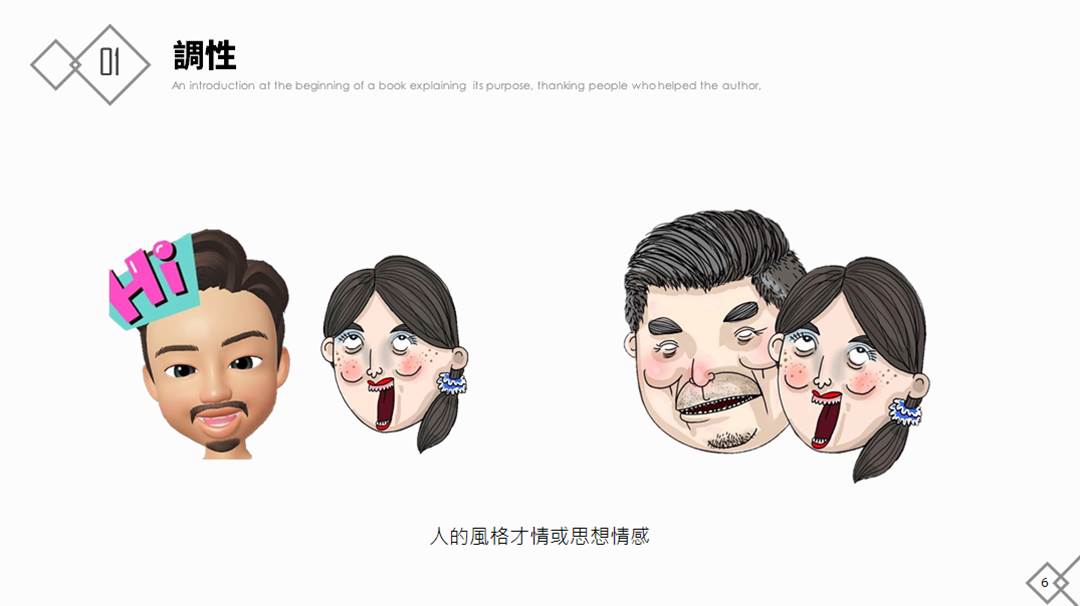 01
調性
An introduction at the beginning of a book explaining its purpose, thanking people who helped the author,
Hi
人的風格才情或思想情感
6